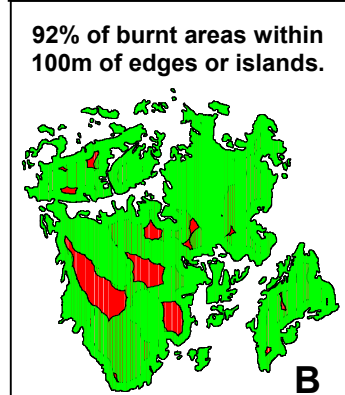 92% of burnt areas within
100m of edges or islands.
B